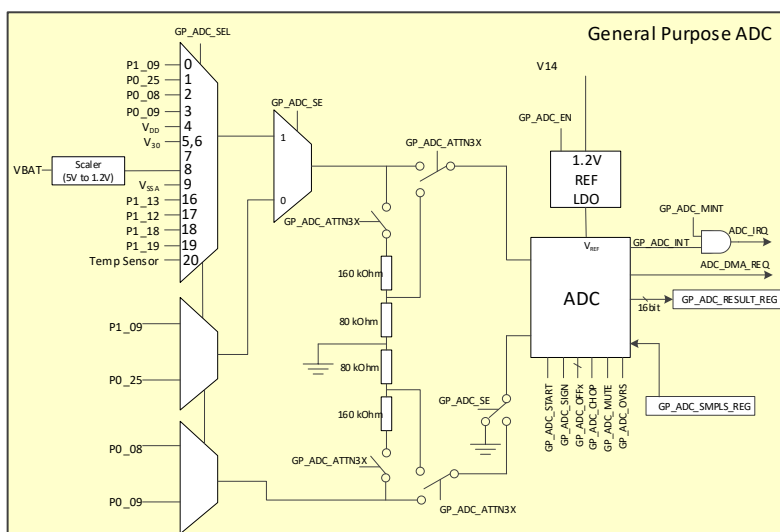 General Purpose ADC
GP_ADC_SEL
P1_09 0
P0_25 1
P0_08 2
P0_09 3
VDD 4
V30 5,6
7
VBAT
Scaler
(5V to 1.2V)
8
VSSA 9
P1_13 16
P1_12 17
P1_18 18
P1_19 19
Temp Sensor 20
GP_ADC_SE
1
0
GP_ADC_ATTN3X
GP_ADC_ATTN3X
160 kOhm
80 kOhm
80 kOhm
160 kOhm
GP_ADC_ATTN3X
GP_ADC_ATTN3X
GP_ADC_SE
P1_09
P0_25
P0_08
P0_09
V14
GP_ADC_EN
1.2V
REF
LDO
VREF
ADC
GP_ADC_MINT
GP_ADC_INT
ADC_IRQ
ADC_DMA_REQ
16bit
GP_ADC_RESULT_REG
GP_ADC_SMPLS_REG
GP_ADC_START
GP_ADC_SIGN
GP_ADC_OFFx
GP_ADC_CHOP
GP_ADC_MUTE
GP_ADC_OVRS